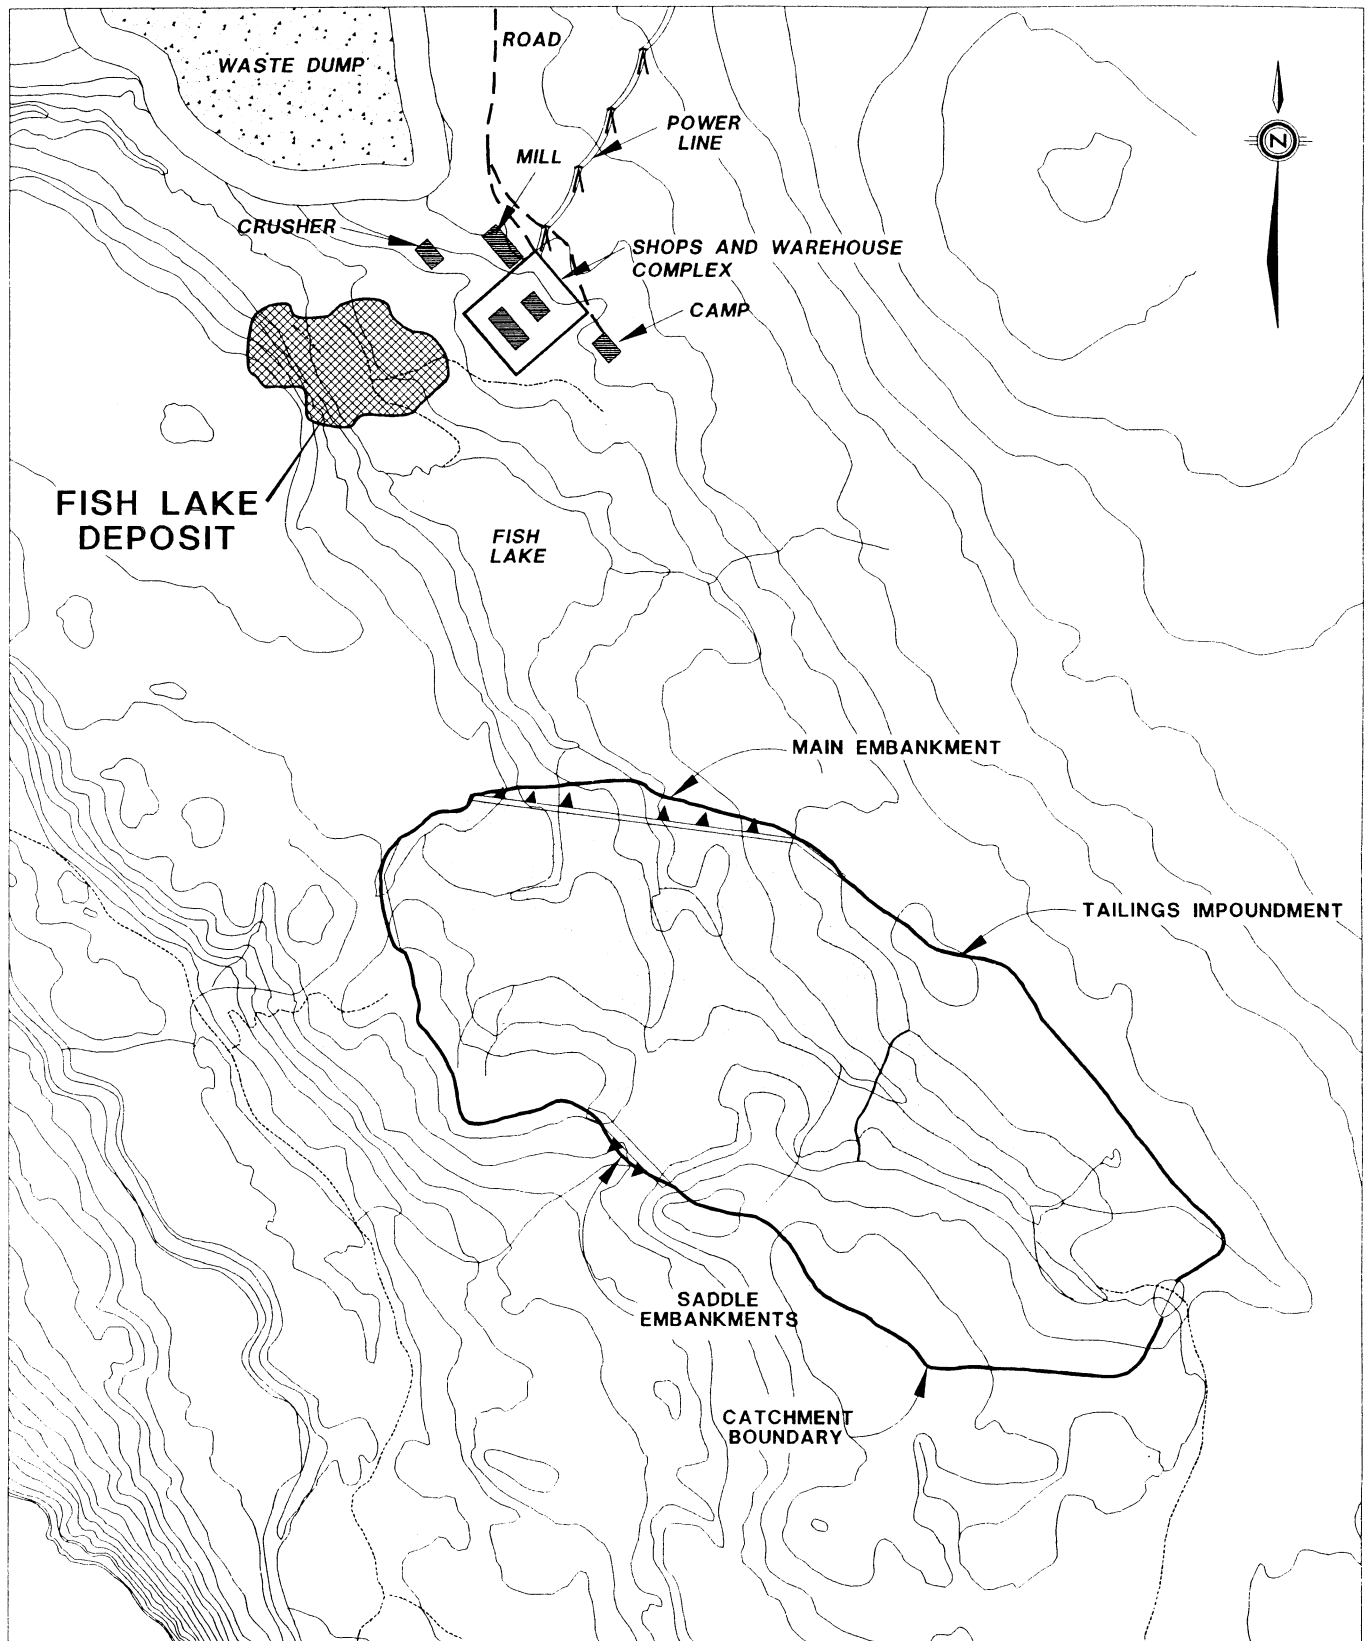 ROAD
WASTE DUMP
POWER
LINE
MILL
N
CRUSHER
SHOPS AND WAREHOUSE
COMPLEX
CAMP
FISH LAKE
DEPOSIT
FISH
LAKE
MAIN EMBANKMENT
TAILINGS IMPOUNDMENT
SADDLE
EMBANKMENTS
CATCHMENT
BOUNDARY